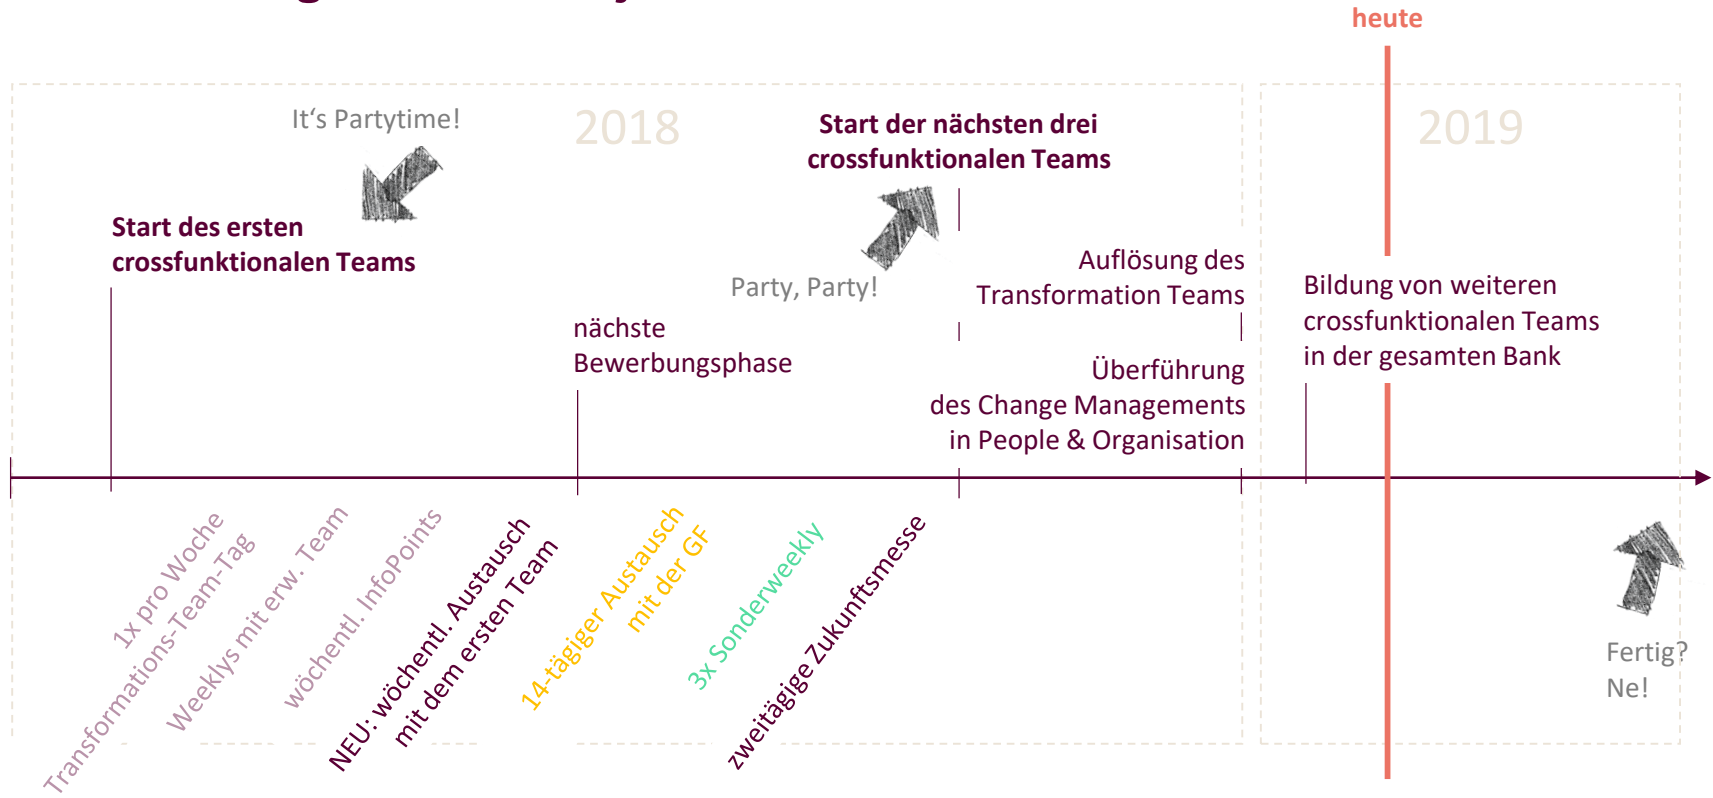 heute
2018
2019
It's Partytime!
Start des ersten
crossfunktionalen Teams
nächste
Bewerbungsphase
Party, Party!
Start der nächsten drei
crossfunktionalen Teams
Auflösung des
Transformation Teams
Überführung
des Change Managements
in People & Organisation
Bildung von weiteren
crossfunktionalen Teams
in der gesamten Bank
1x pro Woche
Transformations-Team-Tag
Weeklys mit erw. Team
wöchentl. InfoPoints
NEU: wöchentl. Austausch
mit dem ersten Team
14-tägiger Austausch
mit der GF
3x Sonderweekly
zweitägige Zukunftsmesse
Fertig?
Ne!